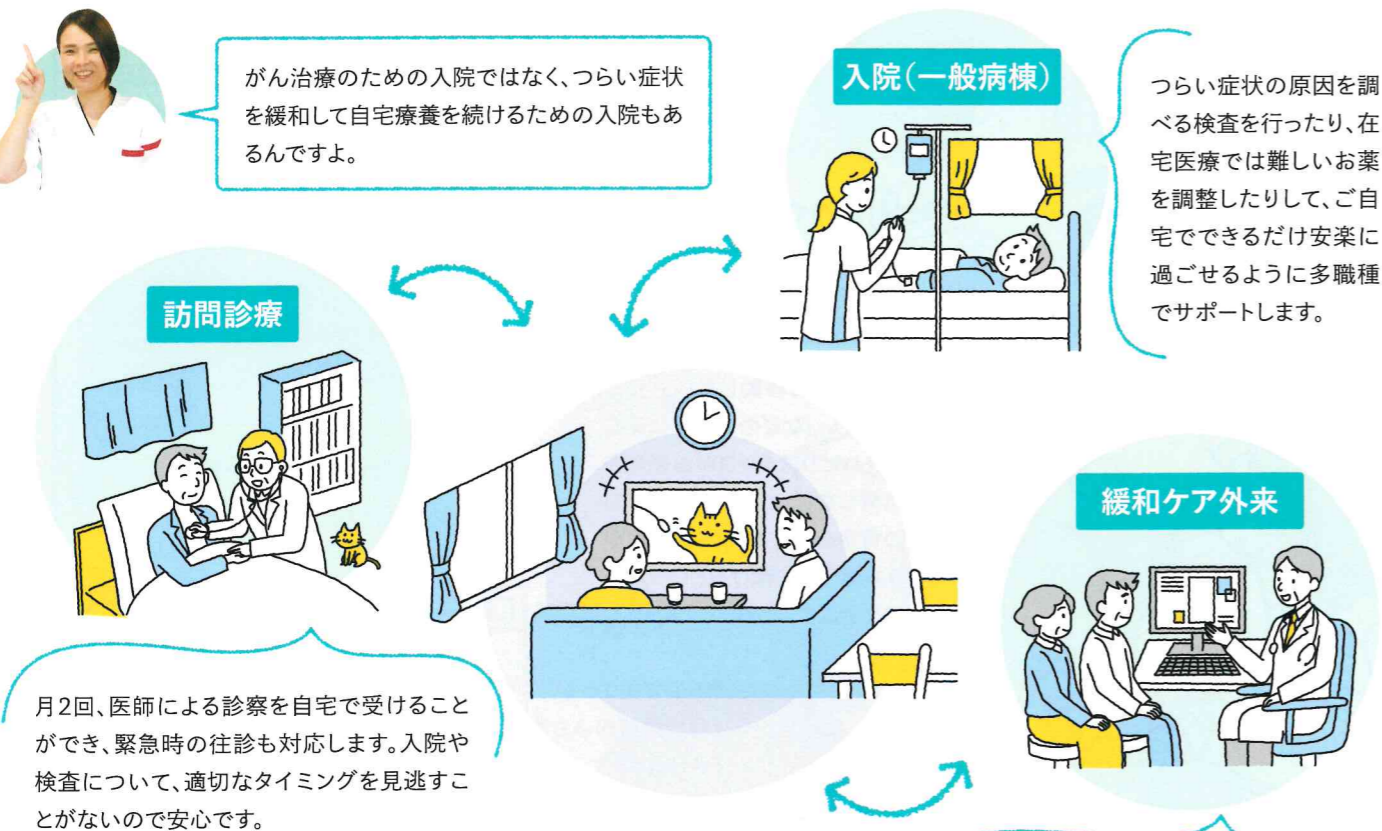 がん治療のための入院ではなく、つらい症状
を緩和して自宅療養を続けるための入院もあ
るんですよ。
入院(一般病棟)
つらい症状の原因を調
べる検査を行ったり、在
宅医療では難しいお薬
を調整したりして、ご自
宅でできるだけ安楽に
過ごせるように多職種
でサポートします。
訪問診療
月2回、医師による診察を自宅で受けること
ができ、緊急時の往診も対応します。入院や
検査について、適切なタイミングを見逃すこ
とがないので安心です。
緩和ケア外来